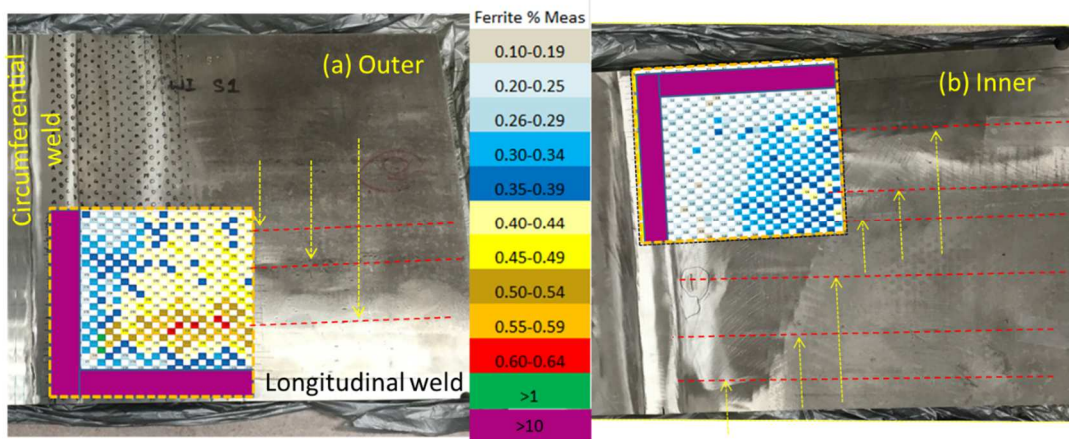 (a) Outer
WI S1
Circumferential
weld
Longitudinal weld
Ferrite % Meas
0.10-0.19
0.20-0.25
0.26-0.29
0.30-0.34
0.35-0.39
0.40-0.44
0.45-0.49
0.50-0.54
0.55-0.59
0.60-0.64
>1
>10
(b) Inner